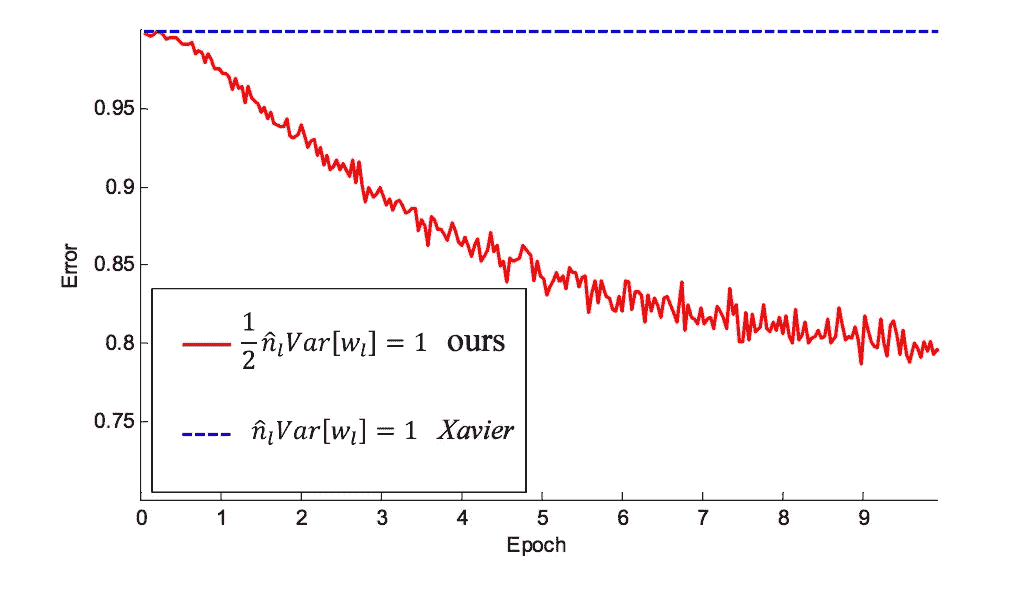 0.95
0.9
0.85
0.8
0.75
Error
1/2 n̂_l Var[w_l] = 1 ours
n̂_l Var[w_l] = 1 Xavier
0 1 2 3 4 5 6 7 8 9
Epoch